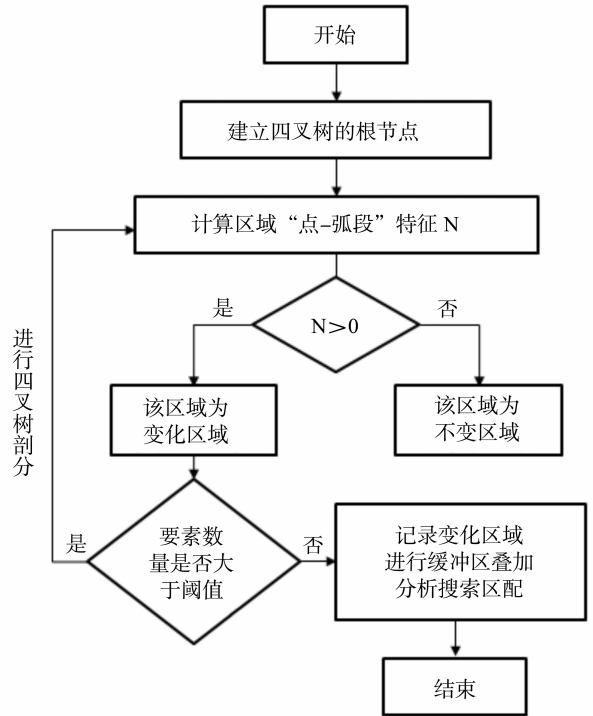 开始
建立四叉树的根节点
计算区域“点-弧段”特征 N
是
否
N>0
进行四叉树剖分
该区域为
变化区域
该区域为
不变区域
要素数
量是否大
于阈值
是
否
记录变化区域
进行缓冲区叠加
分析搜索区配
结束